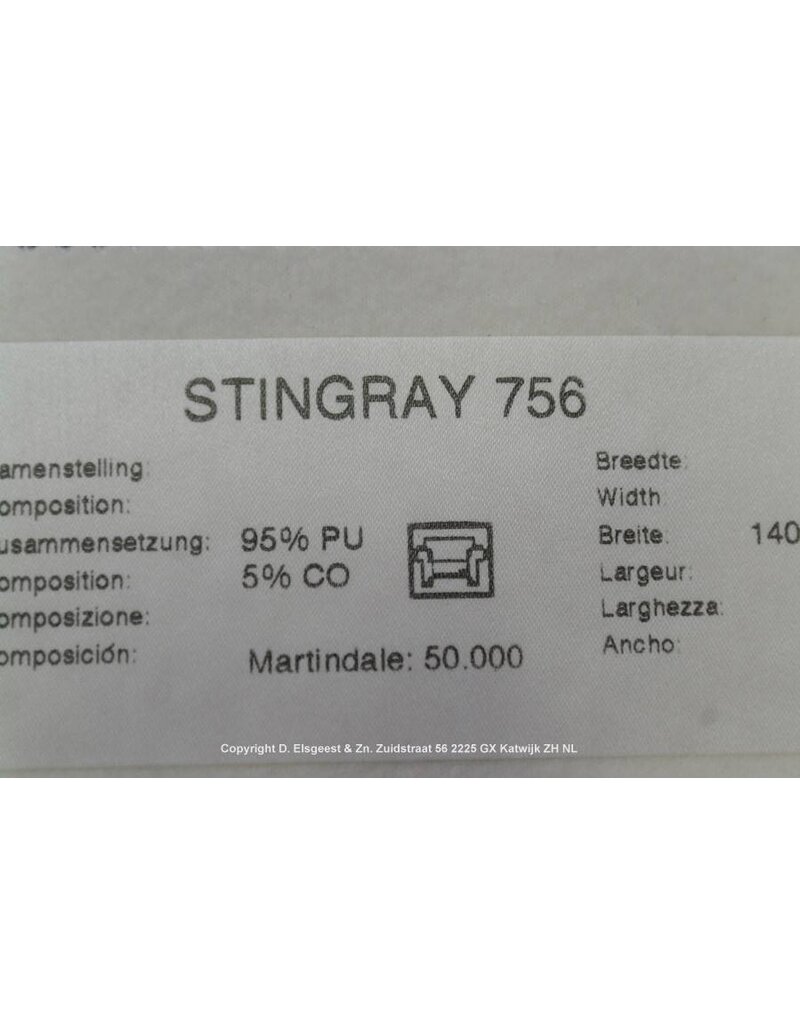 STINGRAY 756
amenstelling:
omposition:
usammensetzung: 95% PU
omposition: 5% CO
omposizione:
omposición:
Martindale: 50.000
Breedte:
Width:
Breite: 140
Largeur:
Larghezza:
Ancho:
Copyright D. Elsgeest & Zn. Zuidstraat 56 2225 GX Katwijk ZH NL